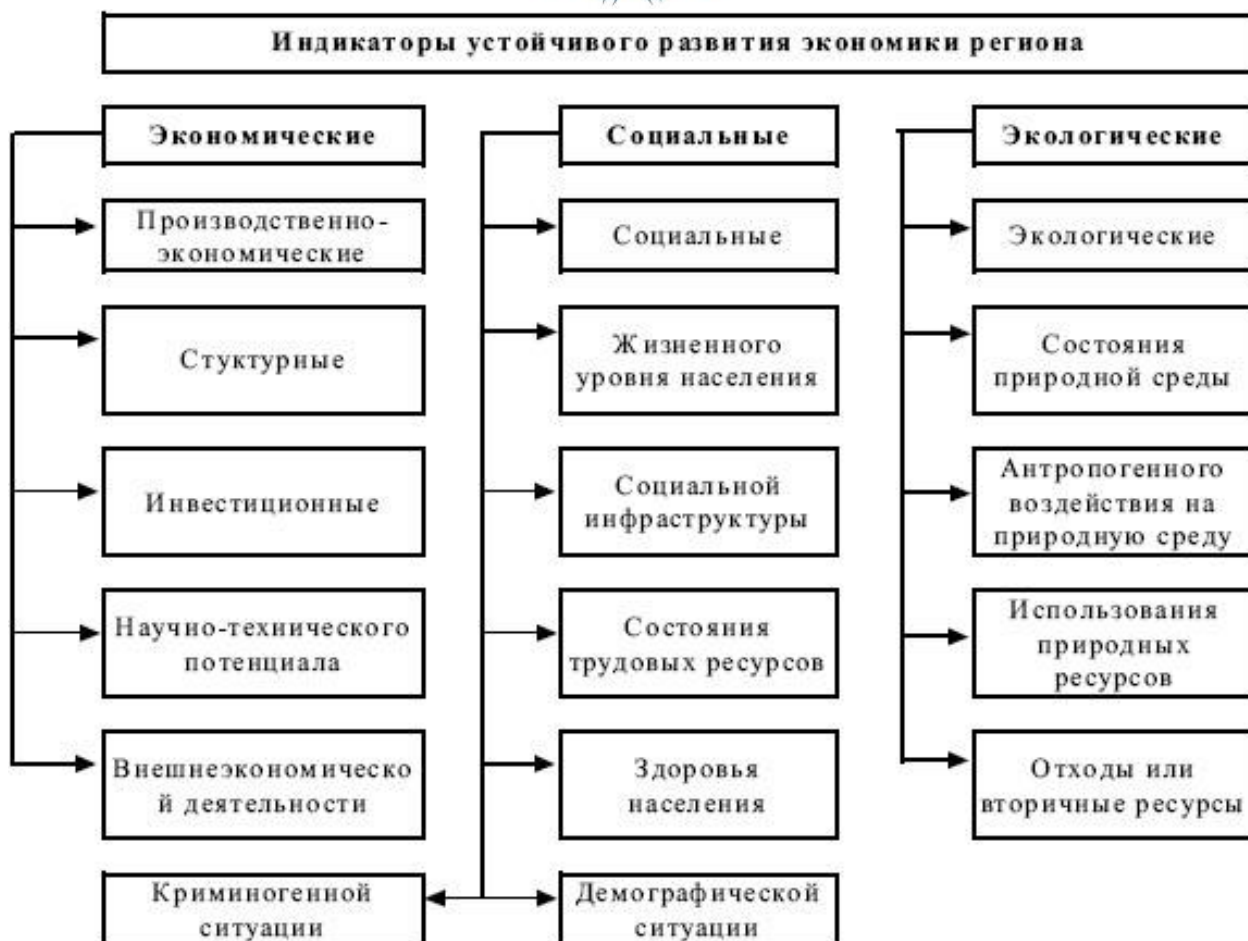 Индикаторы устойчивого развития экономики региона
Экономические
Производственно-
экономические
Стуктурные
Инвестиционные
Научно-технического
потенциала
Внешнеэкономическо
й деятельности
Социальные
Социальные
Жизненного
уровня населения
Социальной
инфраструктуры
Состояния
трудовых ресурсов
Здоровья
населения
Криминогенной
ситуации
Демографической
ситуации
Экологические
Экологические
Состояния
природной среды
Антропогенного
воздействия на
природную среду
Использования
природных
ресурсов
Отходы или
вторичные ресурсы